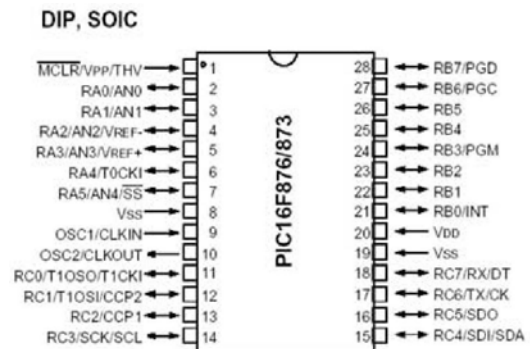 DIP, SOIC
MCLR/VPP/THV 1 28 RB7/PGD
RA0/AN0 2 27 RB6/PGC
RA1/AN1 3 26 RB5
RA2/AN2/VREF- 4 25 RB4
RA3/AN3/VREF+ 5 24 RB3/PGM
RA4/T0CKI 6 23 RB2
RA5/AN4/SS 7 22 RB1
Vss 8 21 RB0/INT
OSC1/CLKIN 9 20 VDD
OSC2/CLKOUT 10 19 Vss
RC0/T1OSO/T1CKI 11 18 RC7/RX/DT
RC1/T1OSI/CCP2 12 17 RC6/TX/CK
RC2/CCP1 13 16 RC5/SDO
RC3/SCK/SCL 14 15 RC4/SDI/SDA
PIC16F876/873